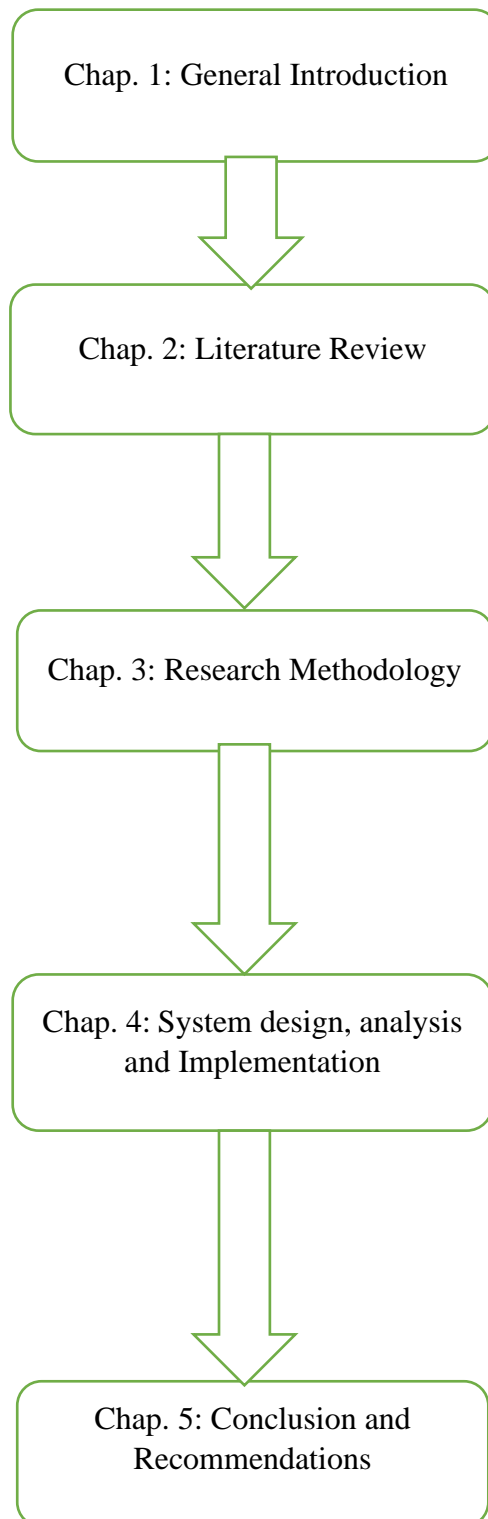 Chap. 1: General Introduction
Chap. 2: Literature Review
Chap. 3: Research Methodology
Chap. 4: System design, analysis
and Implementation
Chap. 5: Conclusion and
Recommendations